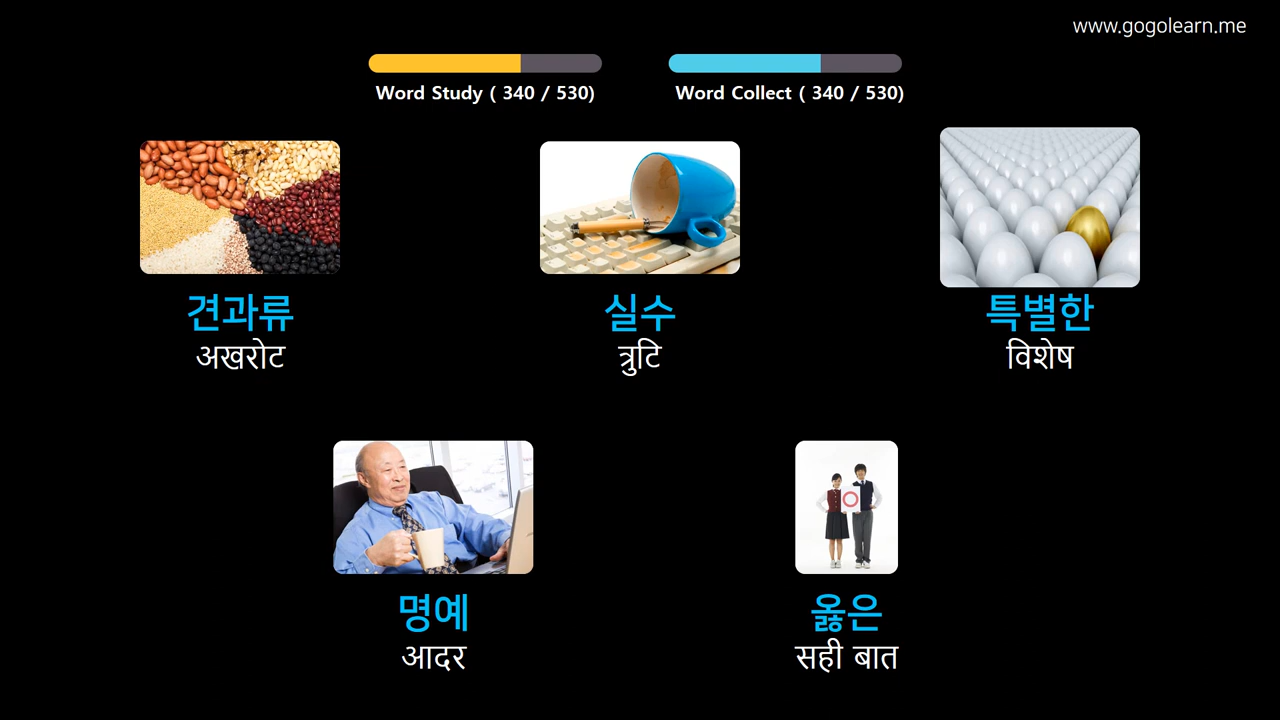 www.gogolearn.me
Word Study ( 340 / 530)
Word Collect ( 340 / 530)
견과류
अखरोट
실수
त्रुटि
특별한
विशेष
명예
आदर
옳은
सही बात